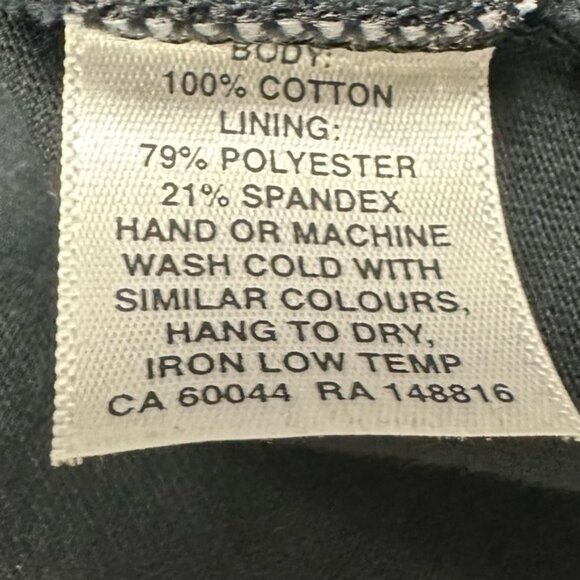 BODY:
100% COTTON
LINING:
79% POLYESTER
21% SPANDEX
HAND OR MACHINE
WASH COLD WITH
SIMILAR COLOURS,
HANG TO DRY,
IRON LOW TEMP
CA 60044 RA 148816